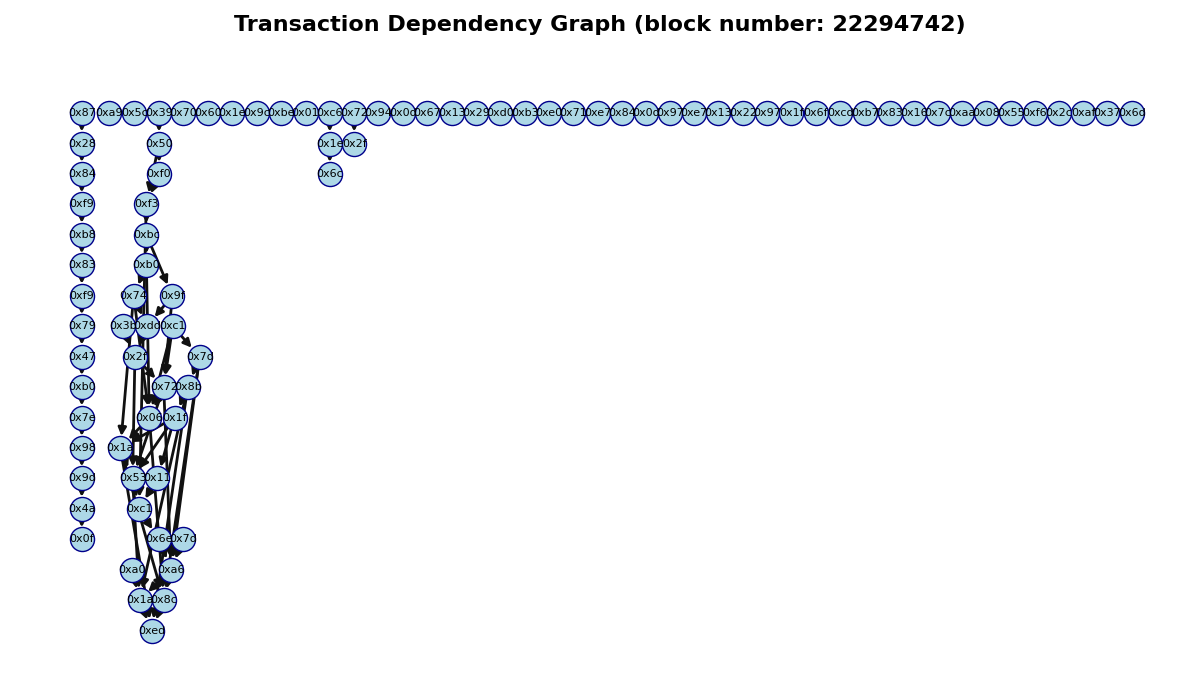 Transaction Dependency Graph (block number: 22294742)
0x87 0xa9 0x5c 0x39 0x70 0x60 0x1e 0x9c 0xbe 0x01 0xc6 0x72 0x94 0x0d 0x67 0x13 0x29 0xd0 0xb3 0xe0 0x71 0xe7 0x84 0x0d 0x97 0xe7 0x13 0x22 0x97 0x1f 0x6f 0xcd 0xb7 0x83 0x16 0x7c 0xaa 0x08 0x55 0xf6 0x2c 0xaf 0x37 0x6d
0x28 0x50 0x1e 0x2f
0x84 0xf0 0x6c
0xf9 0xf3
0xb8 0xbc
0x83 0xb0
0xf9 0x74 0x9f
0x79 0x3b 0xdd 0xc1
0x47 0x2f 0x7d
0xb0 0x72 0x8b
0x7e 0x06 0x1f
0x98 0x1a
0x9d 0x53 0x11
0x4a 0xc1
0x0f 0x6e 0x7d
0xa0 0xa6
0x1a 0x8c
0xed